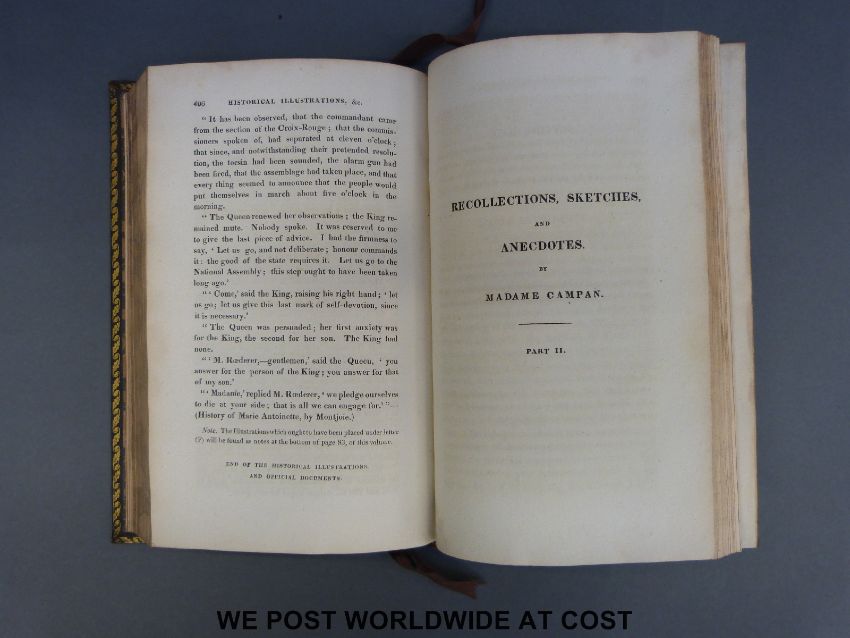 406 HISTORICAL ILLUSTRATIONS, &c.
" It has been observed, that the commandant came
from the section of the Croix-Rouge ; that the commis-
sioners spoken of, had separated at eleven o'clock ;
that since, and notwithstanding their pretended resolu-
tion, the tocsin had been sounded, the alarm gun had
been fired, that the assemblage had taken place, and that
every thing seemed to announce that the people would
put themselves in march about five o'clock in the
morning.
" The Queen renewed her observations ; the King re-
mained mute. Nobody spoke. It was reserved to me
to give the last piece of advice. I had the firmness to
say, ' Let us go, and not deliberate ; honour commands
it : the good of the state requires it. Let us go to the
National Assembly ; this step ought to have been taken
long ago.'
" ' Come,' said the King, raising his right hand ; ' let
us go ; let us give this last mark of self-devotion, since
it is necessary.'
" The Queen was persuaded ; her first anxiety was
for the King, the second for her son. The King had
none.
" ' M. Rœderer,—gentlemen,' said the Queen, ' you
answer for the person of the King ; you answer for that
of my son.'
" ' Madame,' replied M. Rœderer, ' we pledge ourselves
to die at your side ; that is all we can engage for.' "—
(History of Marie Antoinette, by Montjoie.)
Note. The Illustrations which ought to have been placed under letter
(?) will be found as notes at the bottom of page 93, of this volume.
END OF THE HISTORICAL ILLUSTRATIONS
AND OFFICIAL DOCUMENTS.
RECOLLECTIONS, SKETCHES,
AND
ANECDOTES.
BY
MADAME CAMPAN.
PART II.
WE POST WORLDWIDE AT COST